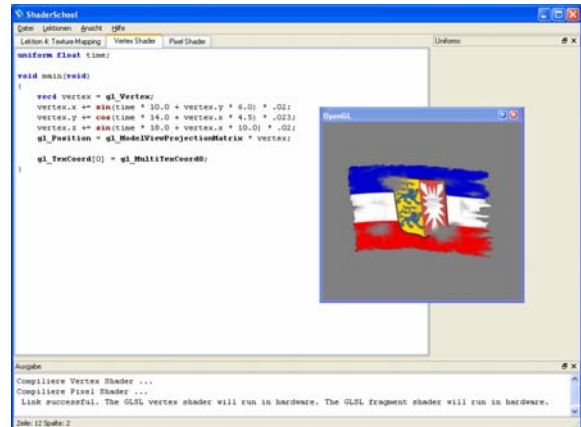 ShaderSchool
Datei Lektionen Ansicht Hilfe
Lektion 4: Texture-Mapping Vertex Shader Pixel Shader Uniforms
uniform float time;
void main(void)
{
vec4 vertex = gl_Vertex;
vertex.x += sin(time * 10.0 + vertex.y * 6.0) * .02;
vertex.y += cos(time * 14.0 + vertex.x * 4.5) * .023;
vertex.z += sin(time * 18.0 + vertex.x * 10.0) * .02;
gl_Position = gl_ModelViewProjectionMatrix * vertex;
gl_TexCoord[0] = gl_MultiTexCoord0;
}
OpenGL
Ausgabe
Compiliere Vertex Shader ...
Compiliere Pixel Shader ...
Link successful. The GLSL vertex shader will run in hardware. The GLSL fragment shader will run in hardware.
Zeile: 12 Spalte: 2